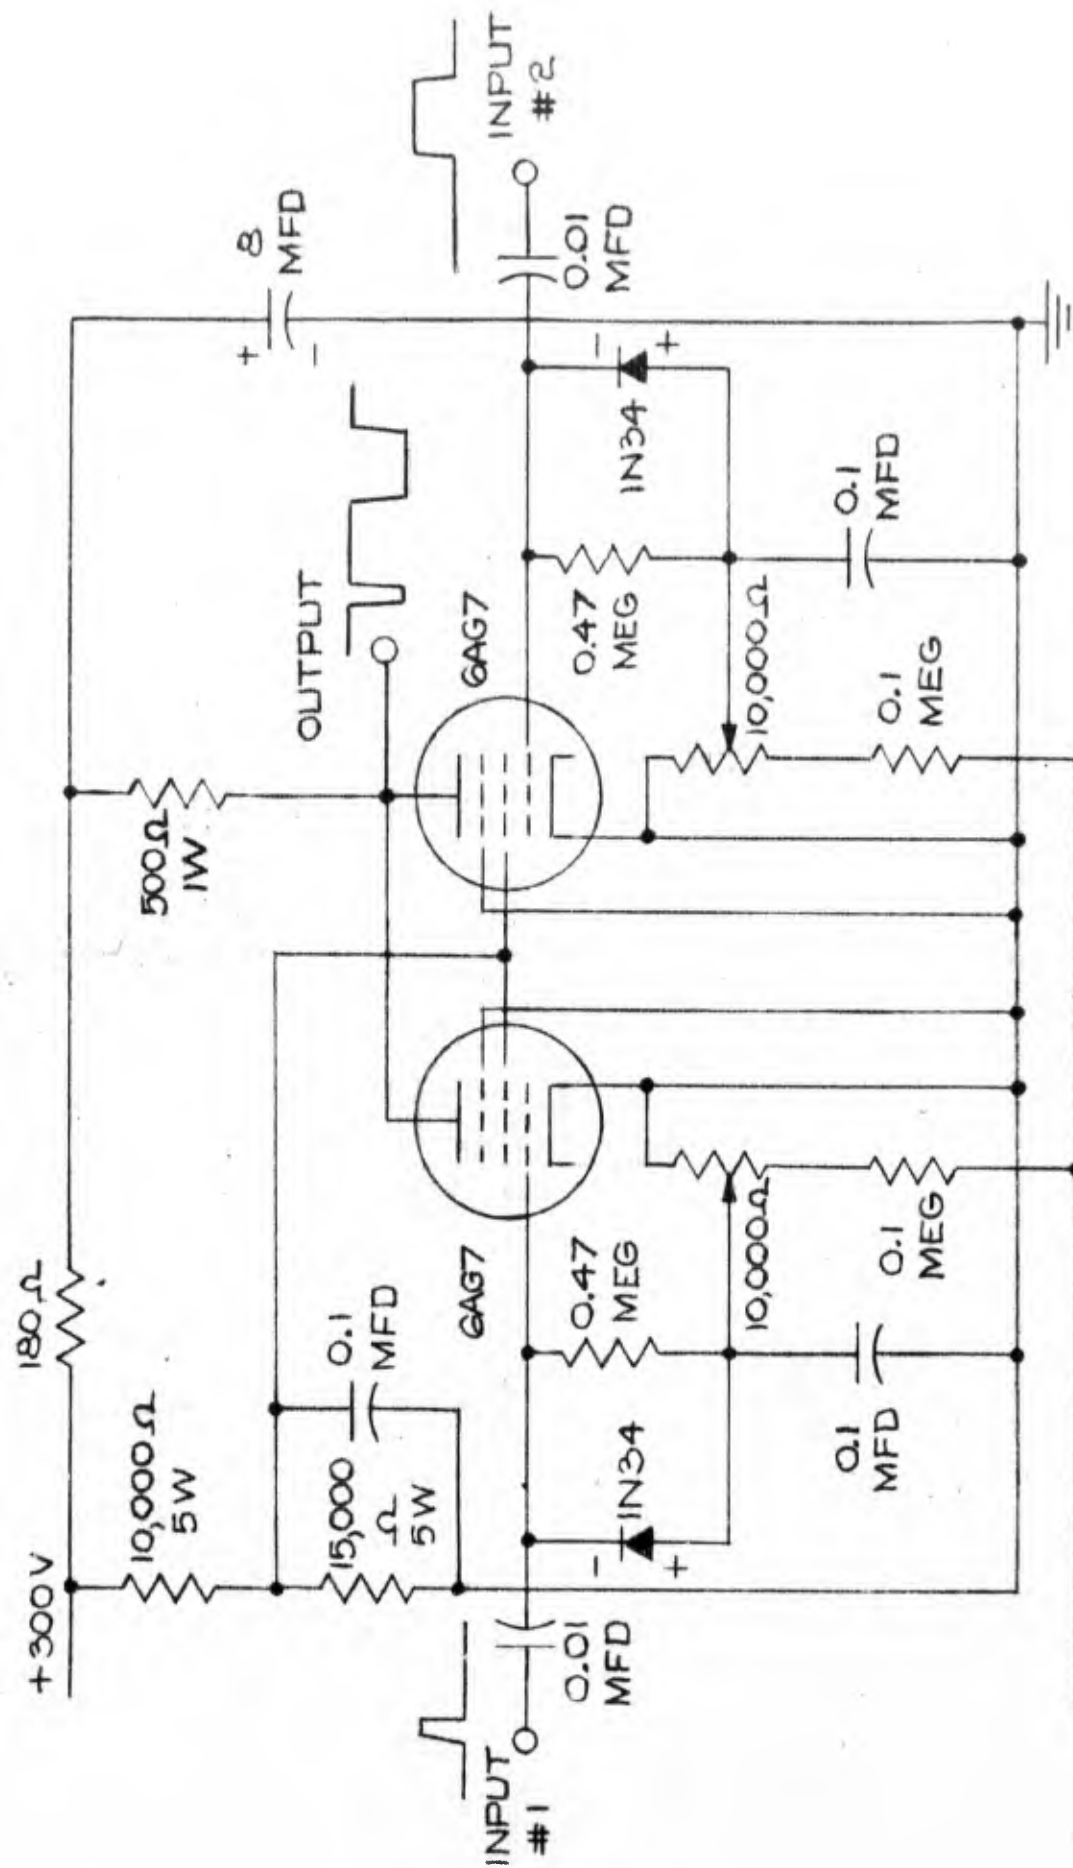 +300V
180Ω
10,000Ω
5W
15,000
Ω
5W
0.1
MFD
500Ω
1W
OUTPUT
8
MFD
+
-
INPUT
#1
0.01
MFD
1N34
-
+
6AG7
0.47
MEG
10,000Ω
0.1
MFD
0.1
MEG
6AG7
0.47
MEG
10,000Ω
0.1
MEG
0.1
MFD
1N34
-
+
0.01
MFD
INPUT
#2